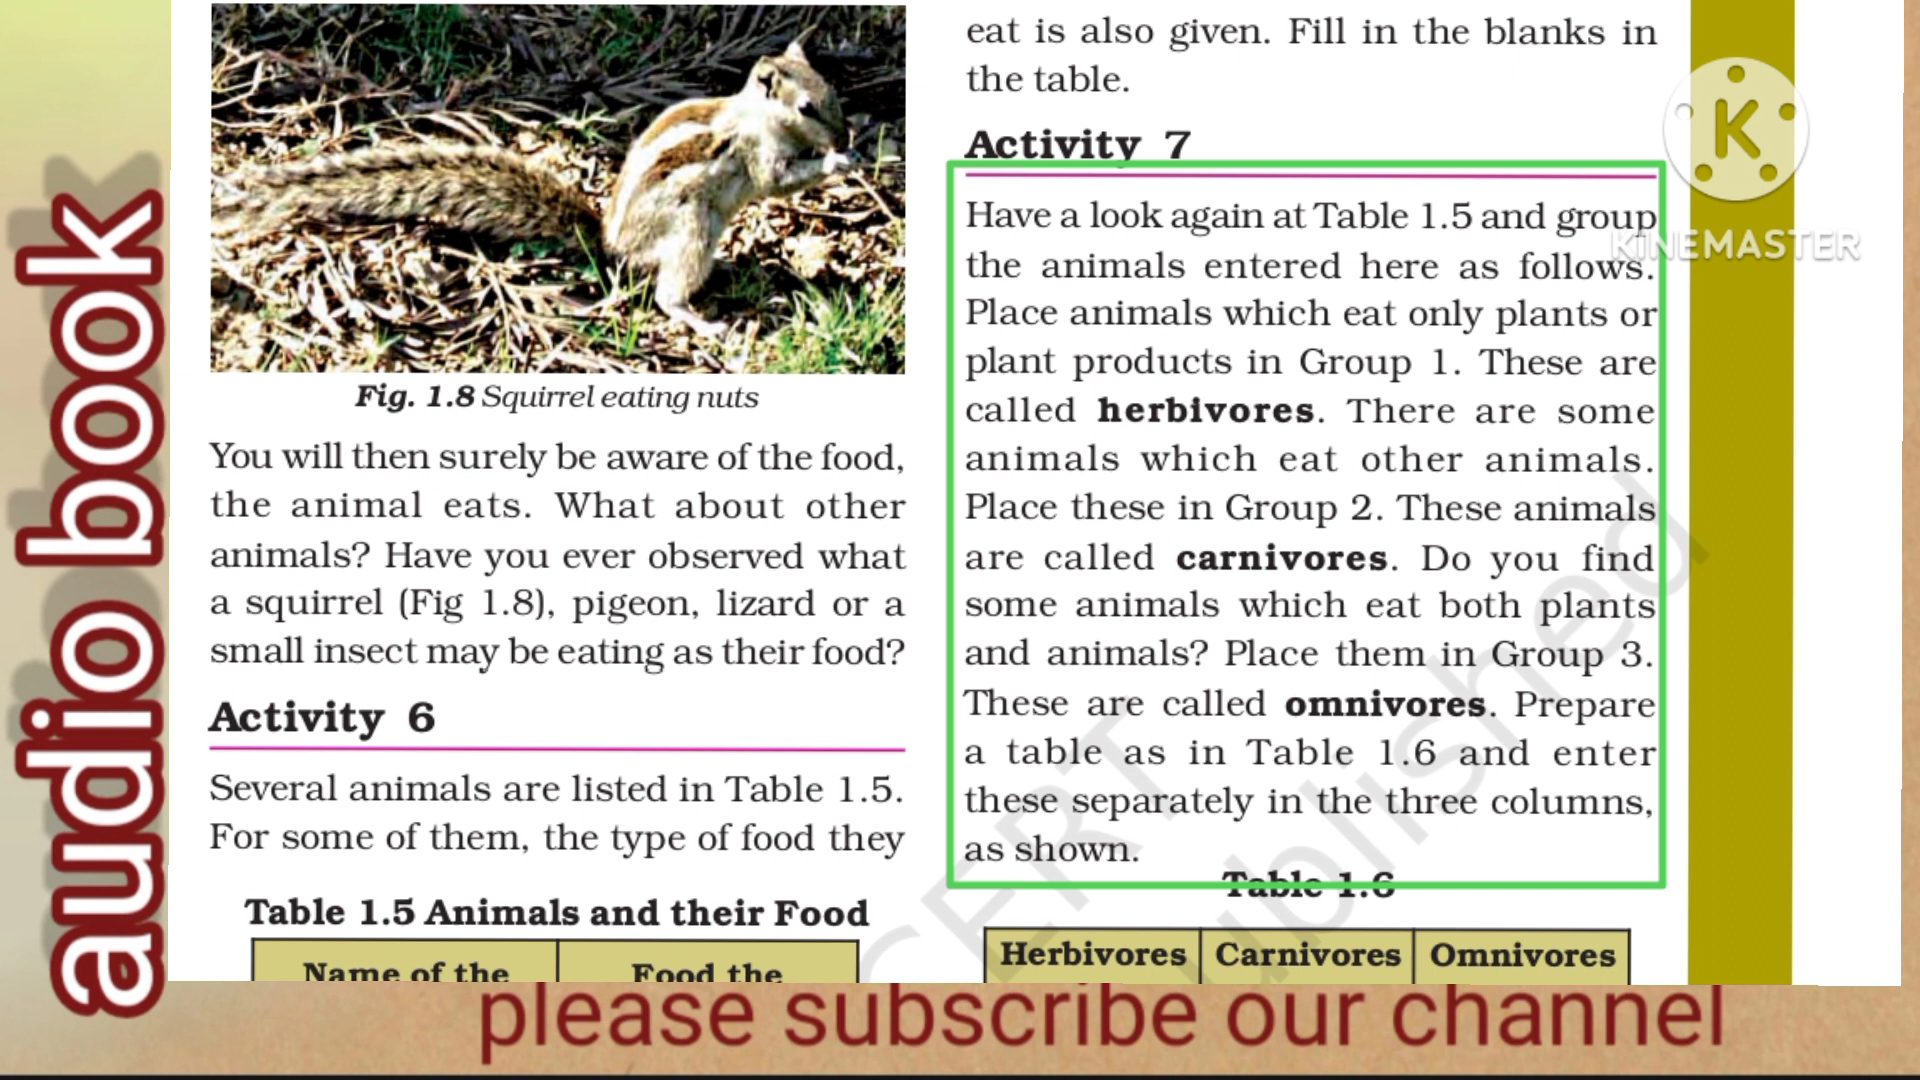 audio book
Fig. 1.8 Squirrel eating nuts
You will then surely be aware of the food,
the animal eats. What about other
animals? Have you ever observed what
a squirrel (Fig 1.8), pigeon, lizard or a
small insect may be eating as their food?
Activity 6
Several animals are listed in Table 1.5.
For some of them, the type of food they
Table 1.5 Animals and their Food
Name of the
Food the
eat is also given. Fill in the blanks in
the table.
Activity 7
Have a look again at Table 1.5 and group
the animals entered here as follows.
Place animals which eat only plants or
plant products in Group 1. These are
called herbivores. There are some
animals which eat other animals.
Place these in Group 2. These animals
are called carnivores. Do you find
some animals which eat both plants
and animals? Place them in Group 3.
These are called omnivores. Prepare
a table as in Table 1.6 and enter
these separately in the three columns,
as shown.
Table 1.6
Herbivores Carnivores Omnivores
K
KINEMASTER
please subscribe our channel